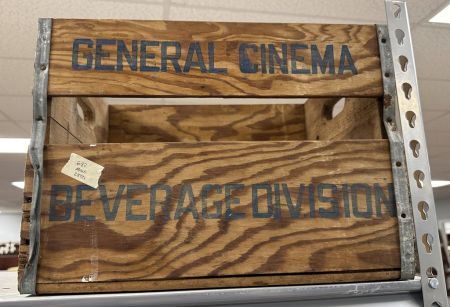 GENERAL CINEMA
BEVERAGE DIVISION